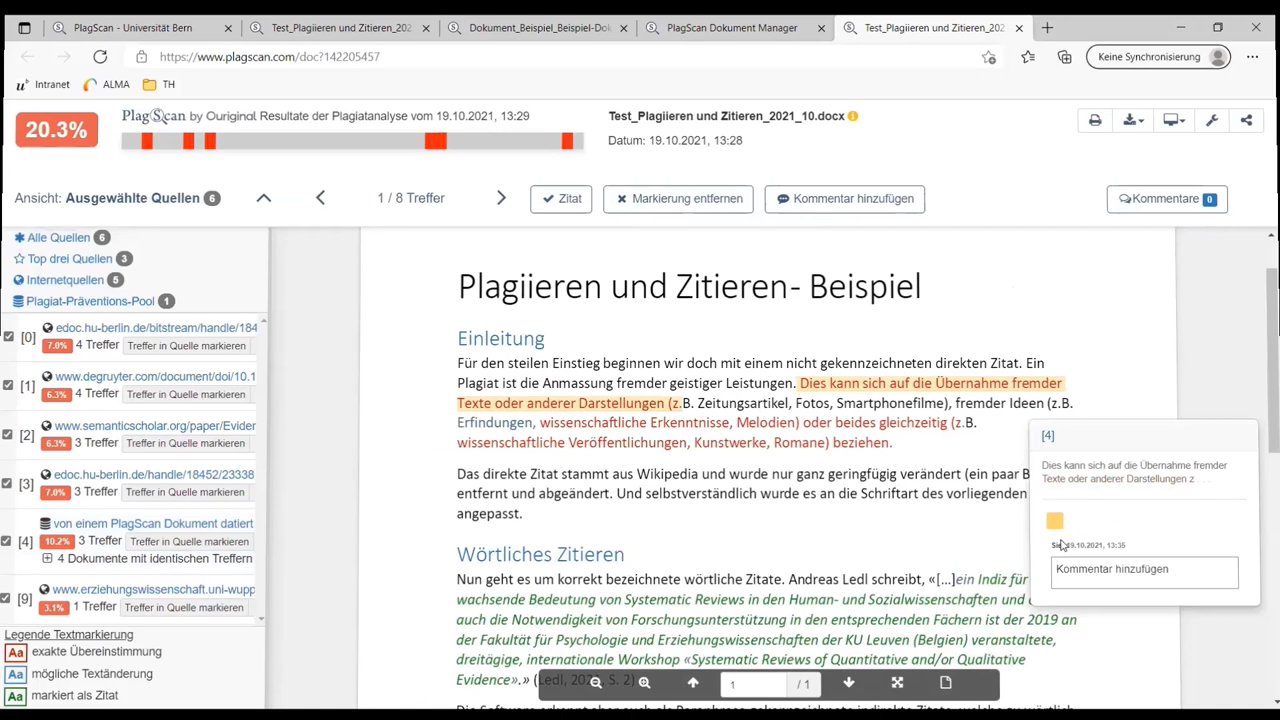 PlagScan - Universität Bern
Test_Plagiieren und Zitieren_202
Dokument_Beispiel_Beispiel-Dok
PlagScan Dokument Manager
Test_Plagiieren und Zitieren_202
https://www.plagscan.com/doc?142205457
Keine Synchronisierung
Intranet
ALMA
TH
20.3%
PlagScan by Ouriginal Resultate der Plagiatanalyse vom 19.10.2021, 13:29
Test_Plagiieren und Zitieren_2021_10.docx
Datum: 19.10.2021, 13:28
Ansicht: Ausgewählte Quellen 6
1 / 8 Treffer
Zitat
Markierung entfernen
Kommentar hinzufügen
Kommentare 0
Alle Quellen 6
Top drei Quellen 3
Internetquellen 5
Plagiat-Präventions-Pool 1
[0] edoc.hu-berlin.de/bitstream/handle/184
7.0% 4 Treffer Treffer in Quelle markieren
[1] www.degruyter.com/document/doi/10.1
6.3% 4 Treffer Treffer in Quelle markieren
[2] www.semanticscholar.org/paper/Evider
6.3% 3 Treffer Treffer in Quelle markieren
[3] edoc.hu-berlin.de/handle/18452/23338
7.0% 3 Treffer Treffer in Quelle markieren
[4] von einem PlagScan Dokument datiert
10.2% 3 Treffer Treffer in Quelle markieren
4 Dokumente mit identischen Treffern
[9] www.erziehungswissenschaft.uni-wupp
3.1% 1 Treffer Treffer in Quelle markieren
Legende Textmarkierung
Aa exakte Übereinstimmung
Aa mögliche Textänderung
Aa markiert als Zitat
Plagiieren und Zitieren- Beispiel
Einleitung
Für den steilen Einstieg beginnen wir doch mit einem nicht gekennzeichneten direkten Zitat. Ein
Plagiat ist die Anmassung fremder geistiger Leistungen. Dies kann sich auf die Übernahme fremder
Texte oder anderer Darstellungen (z.B. Zeitungsartikel, Fotos, Smartphonefilme), fremder Ideen (z.B.
Erfindungen, wissenschaftliche Erkenntnisse, Melodien) oder beides gleichzeitig (z.B.
wissenschaftliche Veröffentlichungen, Kunstwerke, Romane) beziehen.
Das direkte Zitat stammt aus Wikipedia und wurde nur ganz geringfügig verändert (ein paar B
entfernt und abgeändert. Und selbstverständlich wurde es an die Schriftart des vorliegenden
angepasst.
Wörtliches Zitieren
Nun geht es um korrekt bezeichnete wörtliche Zitate. Andreas Ledl schreibt, «[...]ein Indiz für
wachsende Bedeutung von Systematic Reviews in den Human- und Sozialwissenschaften und
auch die Notwendigkeit von Forschungsunterstützung in den entsprechenden Fächern ist der 2019 an
der Fakultät für Psychologie und Erziehungswissenschaften der KU Leuven (Belgien) veranstaltete,
dreitägige, internationale Workshop «Systematic Reviews of Quantitative and/or Qualitative
Evidence».» (Ledl, S. 2)
[4]
Dies kann sich auf die Übernahme fremder
Texte oder anderer Darstellungen z ...
19.10.2021, 13:35
Kommentar hinzufügen
1 / 1